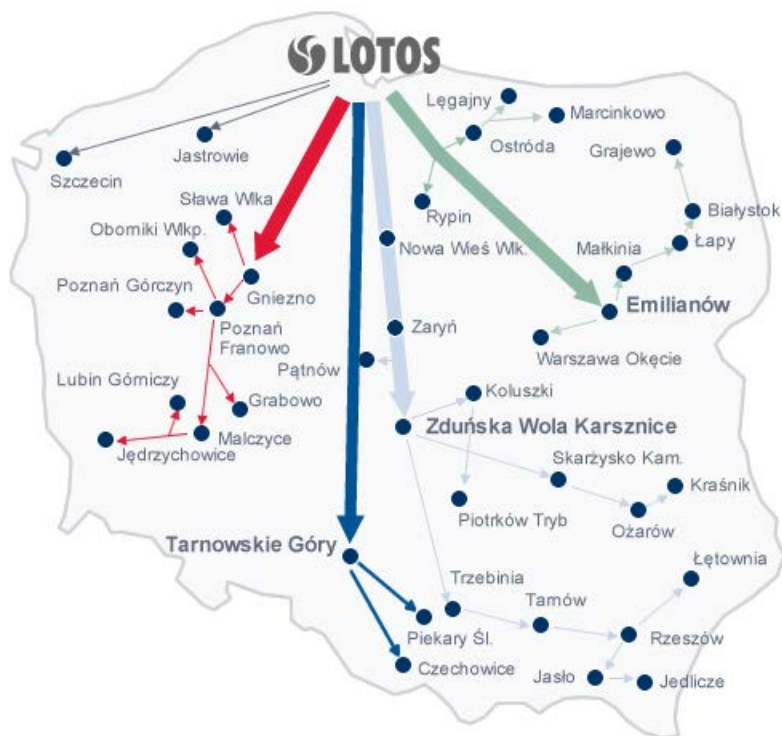 LOTOS
Lęgajny
Marcinkowo
Jastrowie
Ostróda
Grajewo
Szczecin
Sława Wlka
Rypin
Białystok
Oborniki Wlkp.
Nowa Wieś Wlk.
Małkinia
Łapy
Poznań Górczyn
Gniezno
Emilianów
Poznań
Franowo
Zaryń
Warszawa Okęcie
Pątnów
Lubin Górniczy
Koluszki
Grabowo
Zduńska Wola Karsznice
Malczyce
Jędrzychowice
Skarżysko Kam.
Kraśnik
Piotrków Tryb
Ożarów
Tarnowskie Góry
Łętownia
Trzebinia
Tarnów
Piekary Śl.
Rzeszów
Czechowice
Jasło
Jedlicze